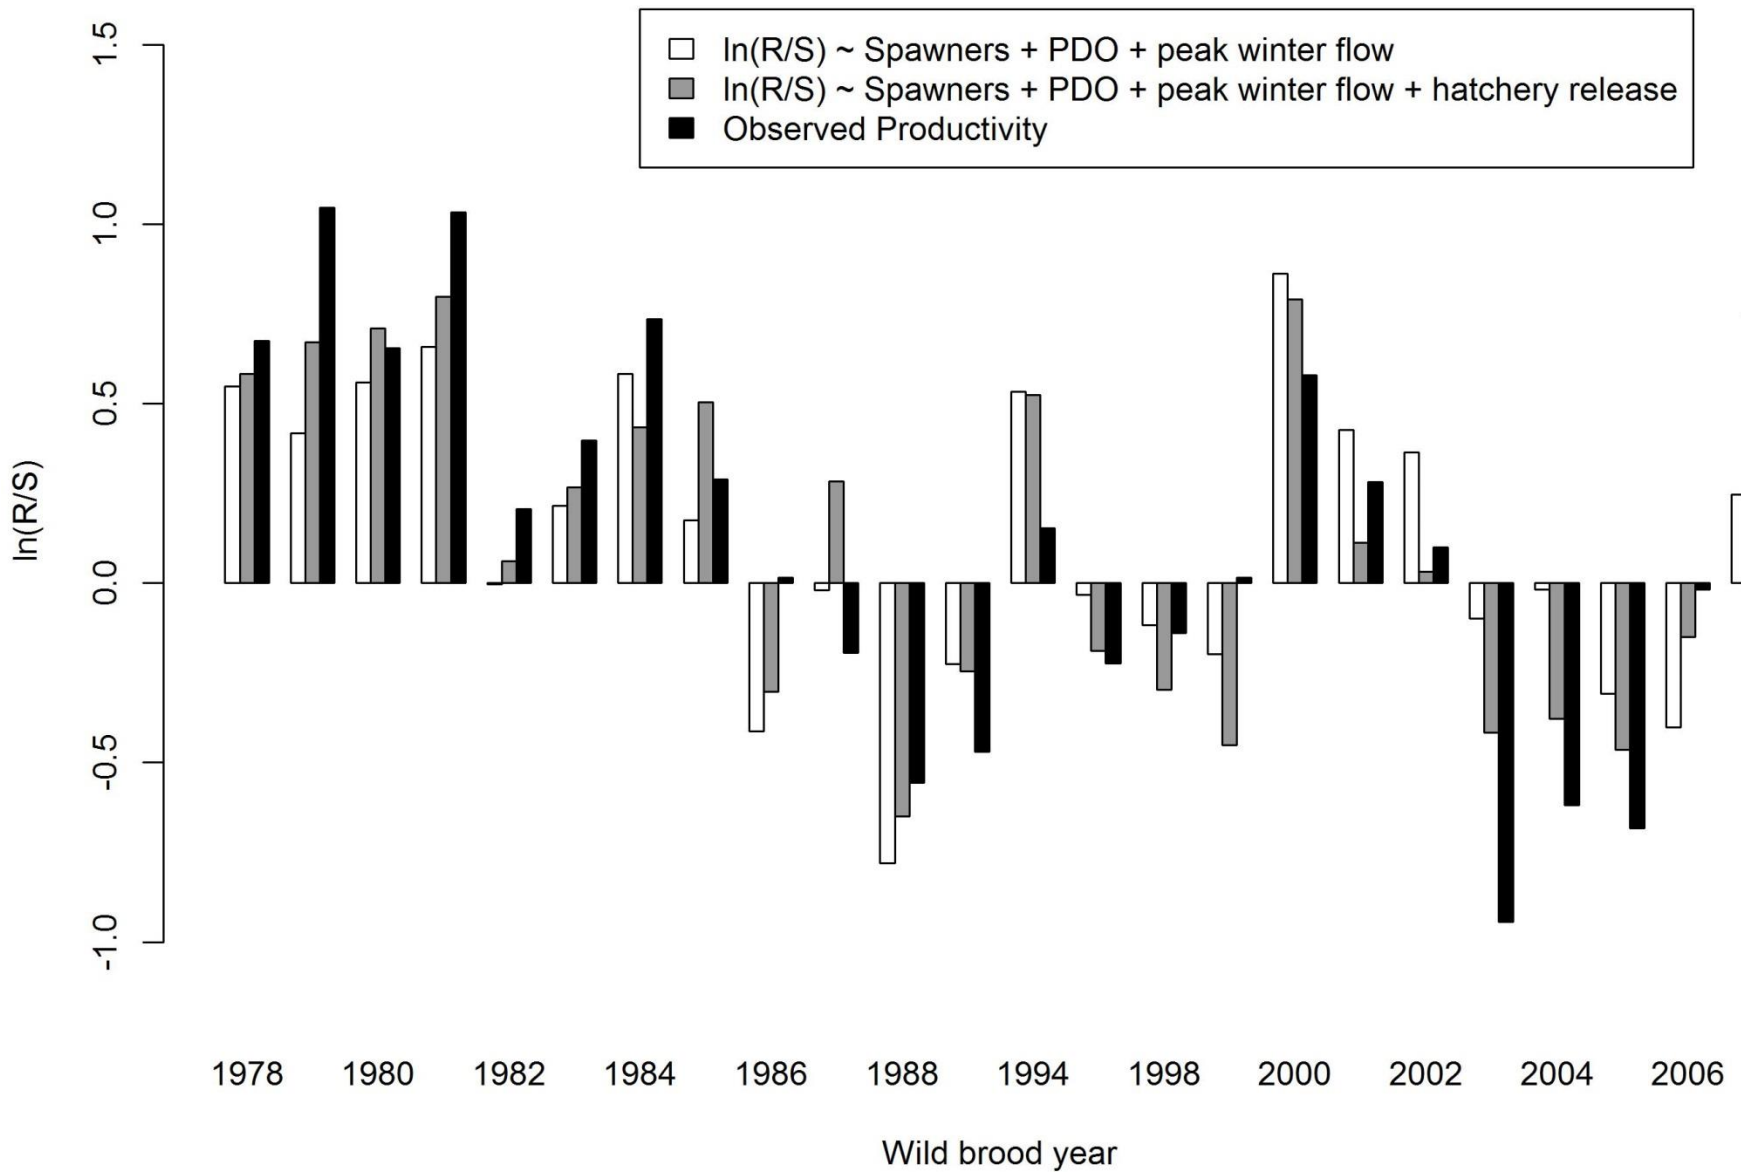 ln(R/S) ~ Spawners + PDO + peak winter flow
ln(R/S) ~ Spawners + PDO + peak winter flow + hatchery release
Observed Productivity
1.5
1.0
0.5
0.0
-0.5
-1.0
ln(R/S)
1978 1980 1982 1984 1986 1988 1994 1998 2000 2002 2004 2006
Wild brood year